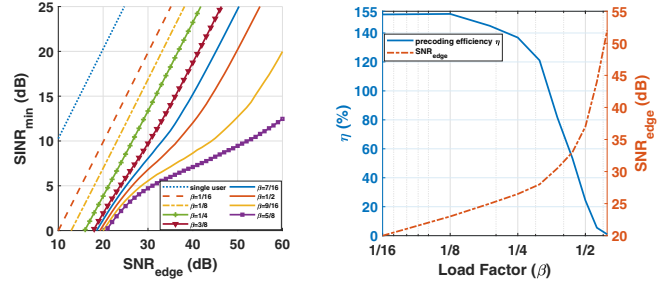 25
20
15
10
5
0
SINR_min (dB)
single user
β=1/16
β=1/8
β=1/4
β=3/8
β=7/16
β=1/2
β=9/16
β=5/8
10 20 30 40 50 60
SNR_edge (dB)
155
140
120
100
80
60
40
20
0
η (%)
precoding efficiency η
SNR_edge
55
50
45
40
35
30
25
20
SNR_edge (dB)
1/16 1/8 1/4 1/2
Load Factor (β)